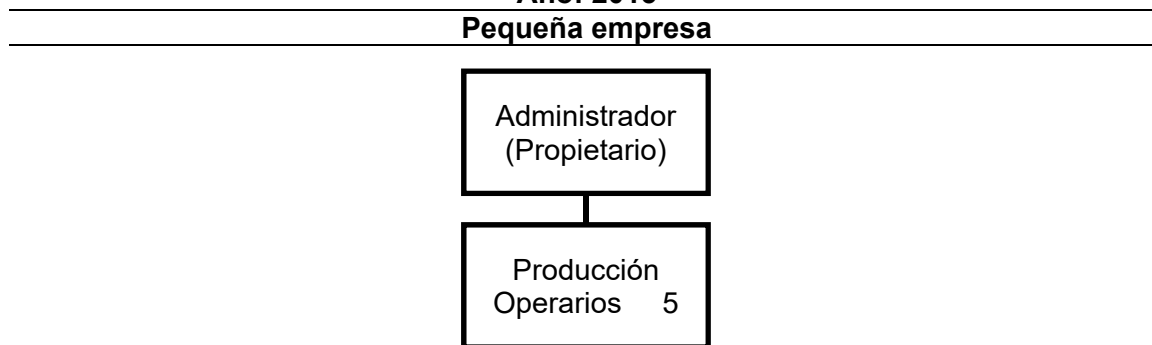 Pequeña empresa
Administrador
(Propietario)
Producción
Operarios 5